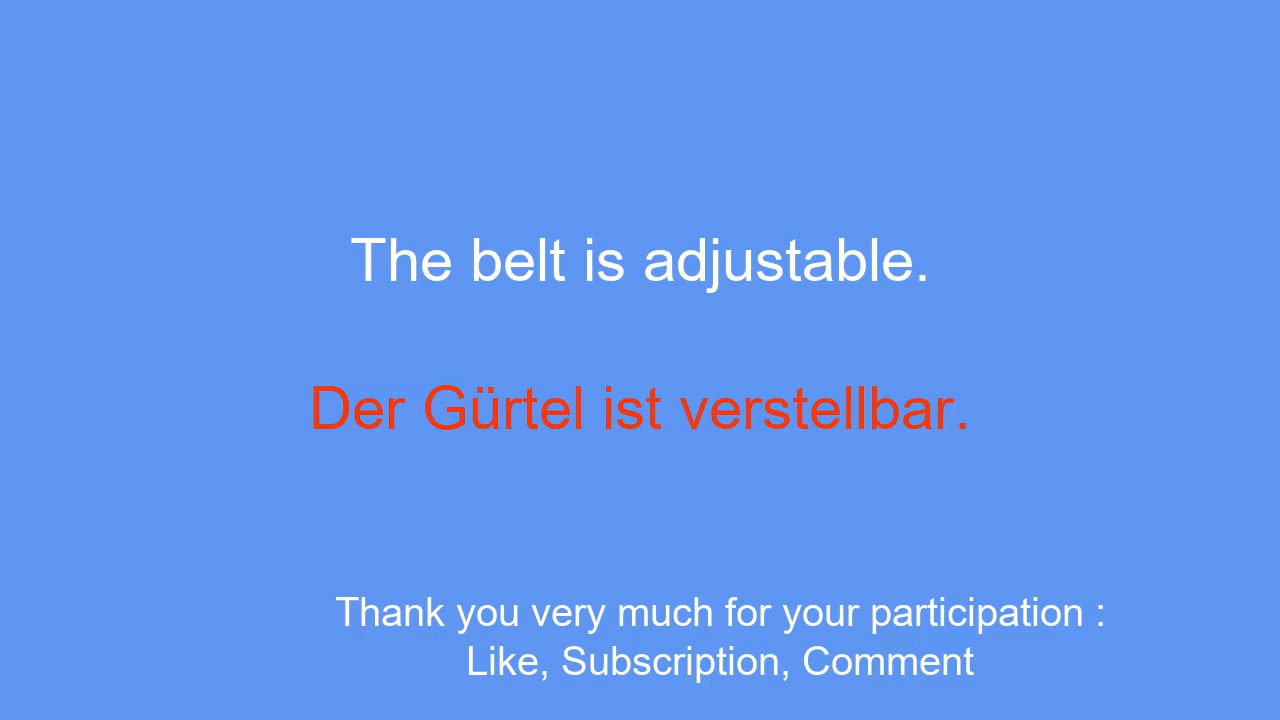 The belt is adjustable.
Der Gürtel ist verstellbar.
Thank you very much for your participation :
Like, Subscription, Comment